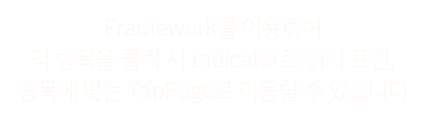 Framework를 이용하여
각 항목을 클릭 시 Indicator로 위치 표현,
항목에 맞는 TopPage로 이동할 수 있습니다